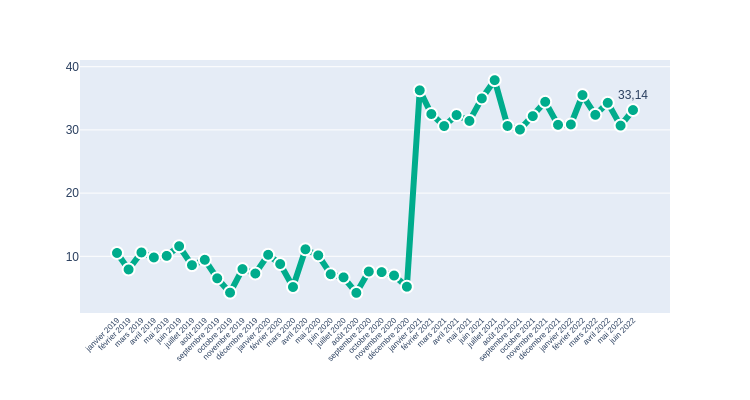 40
30
20
10
33,14
janvier 2019
février 2019
mars 2019
avril 2019
mai 2019
juin 2019
juillet 2019
août 2019
septembre 2019
octobre 2019
novembre 2019
décembre 2019
janvier 2020
février 2020
mars 2020
avril 2020
mai 2020
juin 2020
juillet 2020
août 2020
septembre 2020
octobre 2020
novembre 2020
décembre 2020
janvier 2021
février 2021
mars 2021
avril 2021
mai 2021
juin 2021
juillet 2021
août 2021
septembre 2021
octobre 2021
novembre 2021
décembre 2021
janvier 2022
février 2022
mars 2022
avril 2022
mai 2022
juin 2022